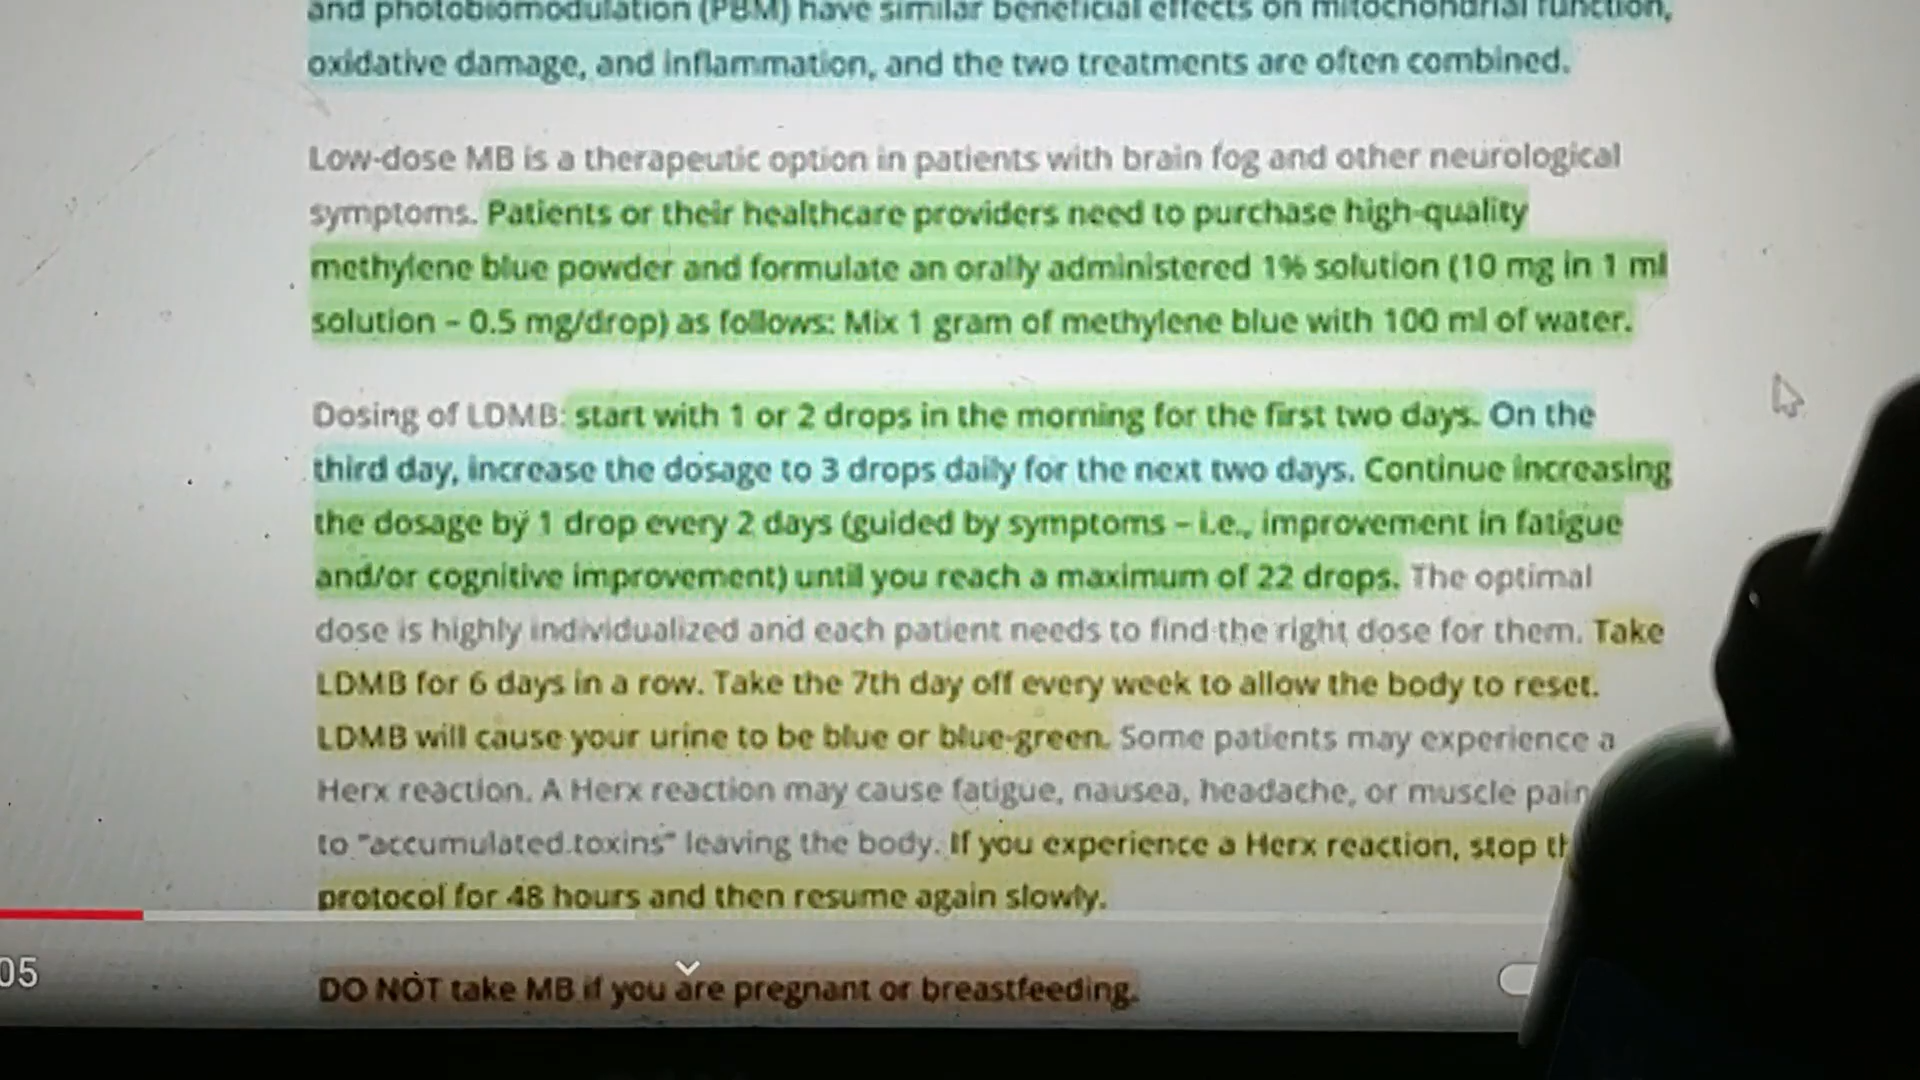 and photobiomodulation (PBM) have similar beneficial effects on mitochondrial function,
oxidative damage, and inflammation, and the two treatments are often combined.
Low-dose MB is a therapeutic option in patients with brain fog and other neurological
symptoms. Patients or their healthcare providers need to purchase high-quality
methylene blue powder and formulate an orally administered 1% solution (10 mg in 1 ml
solution – 0.5 mg/drop) as follows: Mix 1 gram of methylene blue with 100 ml of water.
Dosing of LDMB: start with 1 or 2 drops in the morning for the first two days. On the
third day, increase the dosage to 3 drops daily for the next two days. Continue increasing
the dosage by 1 drop every 2 days (guided by symptoms – i.e., improvement in fatigue
and/or cognitive improvement) until you reach a maximum of 22 drops. The optimal
dose is highly individualized and each patient needs to find the right dose for them. Take
LDMB for 6 days in a row. Take the 7th day off every week to allow the body to reset.
LDMB will cause your urine to be blue or blue-green. Some patients may experience a
Herx reaction. A Herx reaction may cause fatigue, nausea, headache, or muscle pain
to "accumulated toxins" leaving the body. If you experience a Herx reaction, stop
protocol for 48 hours and then resume again slowly.
05
DO NOT take MB if you are pregnant or breastfeeding.